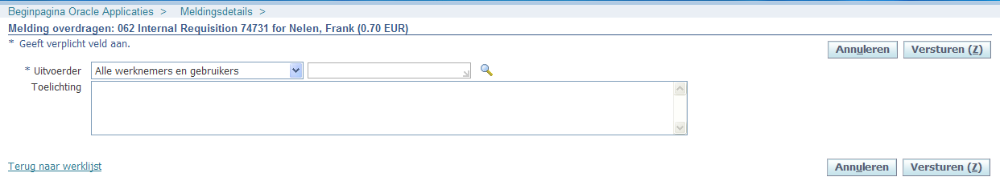 Beginpagina Oracle Applicaties > Meldingsdetails >
Melding overdragen: 062 Internal Requisition 74731 for Nelen, Frank (0.70 EUR)
* Geeft verplicht veld aan.
Annuleren Versturen (Z)
* Uitvoerder Alle werknemers en gebruikers
Toelichting
Terug naar werklijst
Annuleren Versturen (Z)